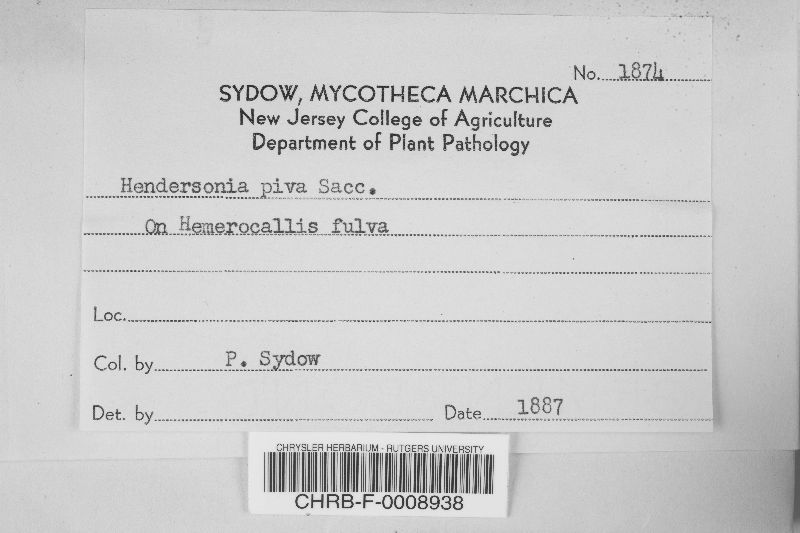 No. 1874
SYDOW, MYCOTHECA MARCHICA
New Jersey College of Agriculture
Department of Plant Pathology
Hendersonia piva Sacc.
On Hemerocallis fulva
Loc.
Col. by P. Sydow
Det. by Date 1887
CHRYSLER HERBARIUM - RUTGERS UNIVERSITY
CHRB-F-0008938